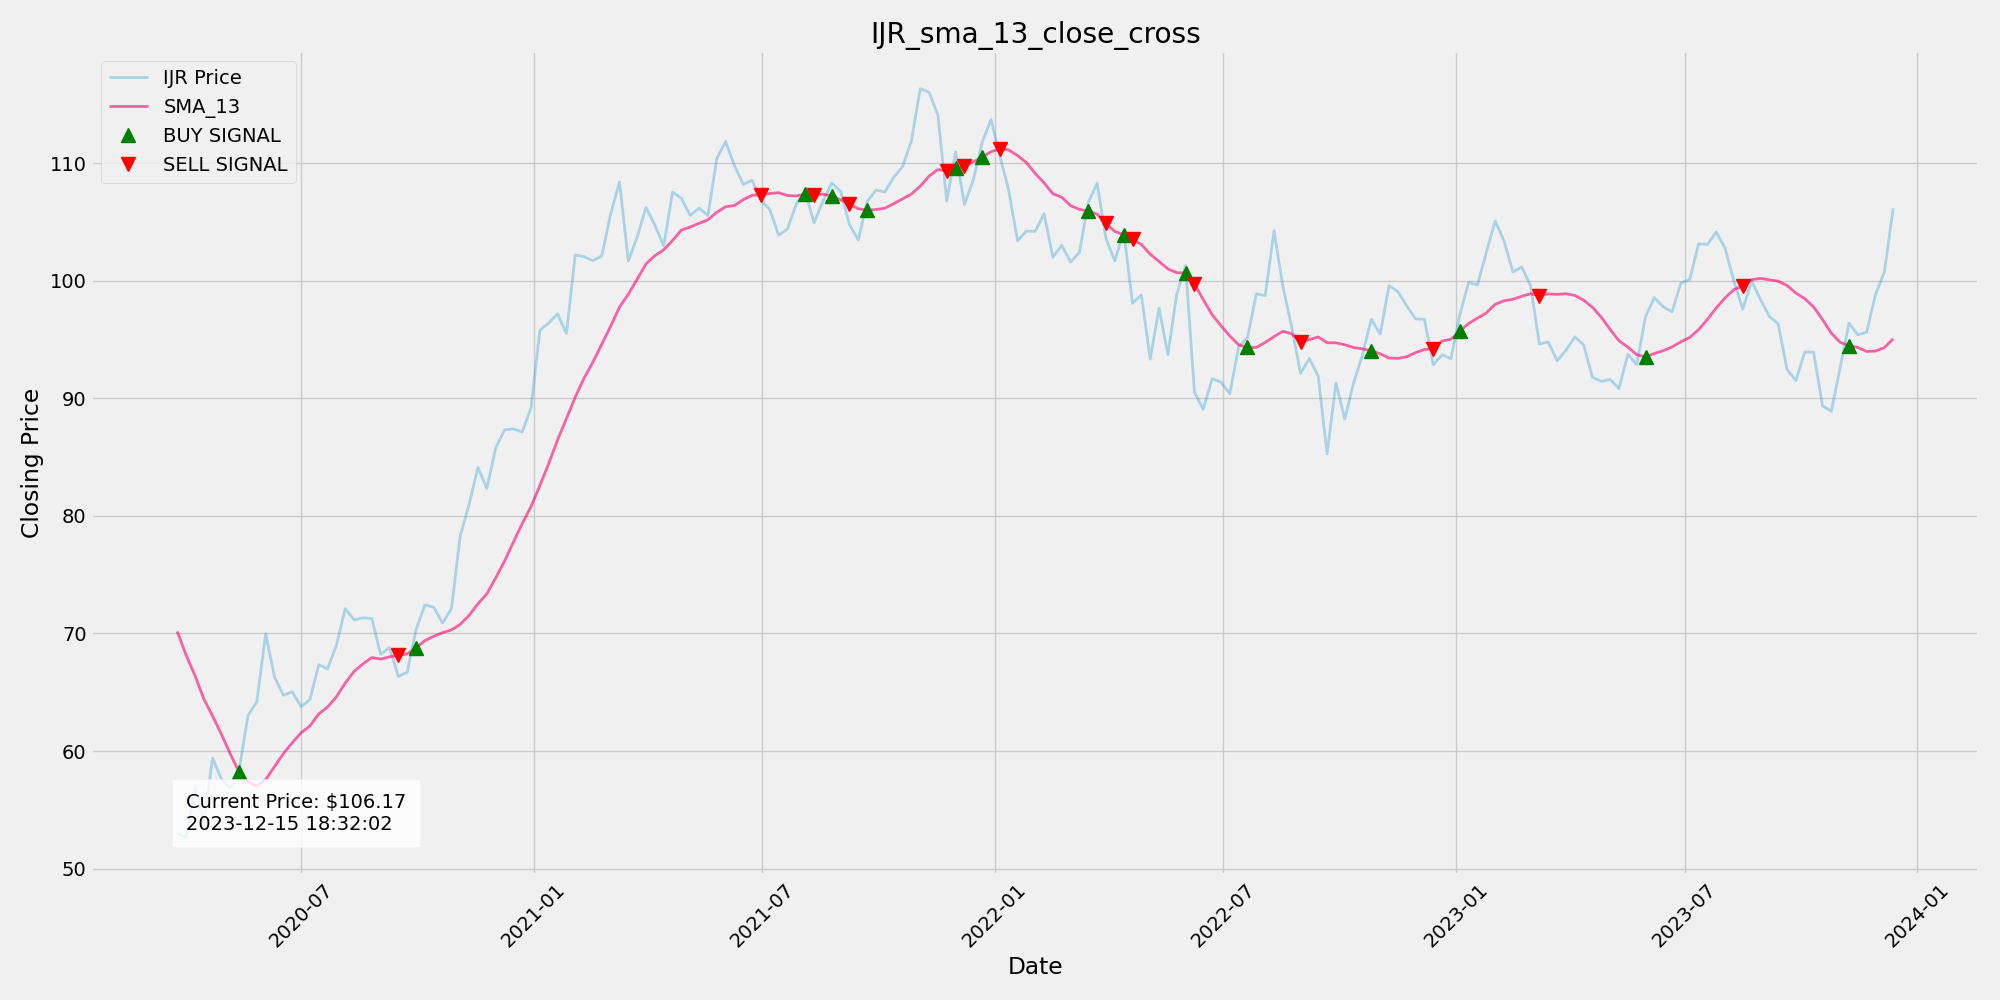 IJR_sma_13_close_cross
IJR Price
SMA_13
BUY SIGNAL
SELL SIGNAL
Closing Price
110
100
90
80
70
60
50
Current Price: $106.17
2023-12-15 18:32:02
2020-07
2021-01
2021-07
2022-01
2022-07
2023-01
2023-07
2024-01
Date